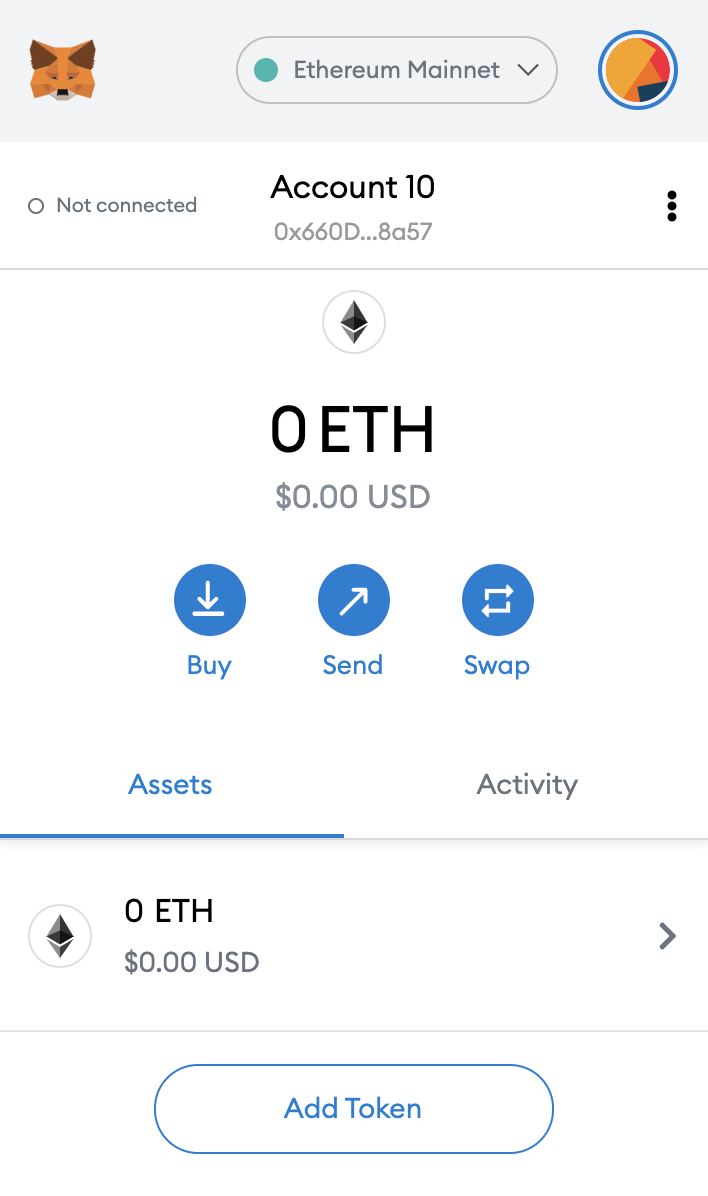 Ethereum Mainnet
Not connected
Account 10
0x660D...8a57
0 ETH
$0.00 USD
Buy
Send
Swap
Assets
Activity
0 ETH
$0.00 USD
Add Token